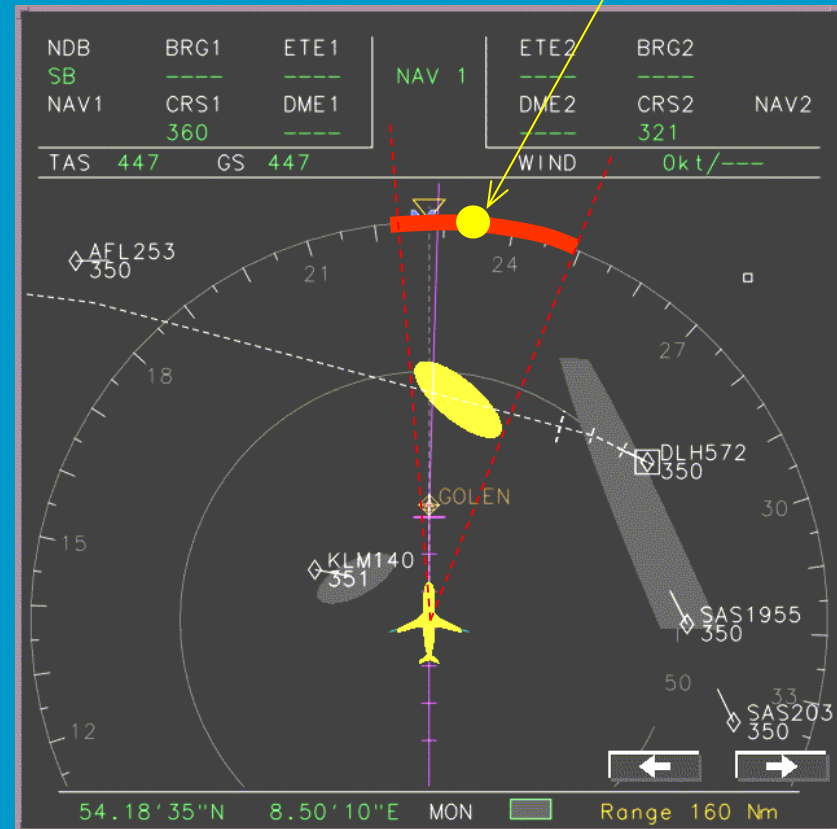 NDB BRG1 ETE1 ETE2 BRG2
SB ---- ---- NAV 1 ---- ----
NAV1 CRS1 DME1 DME2 CRS2 NAV2
360 ---- ---- 321
TAS 447 GS 447 WIND 0kt/---
AFL253
350
21
24
27
18
DLH572
350
GOLEN
30
15
KLM140
351
SAS1955
350
50
33
SAS203
350
12
54.18'35"N 8.50'10"E MON Range 160 Nm